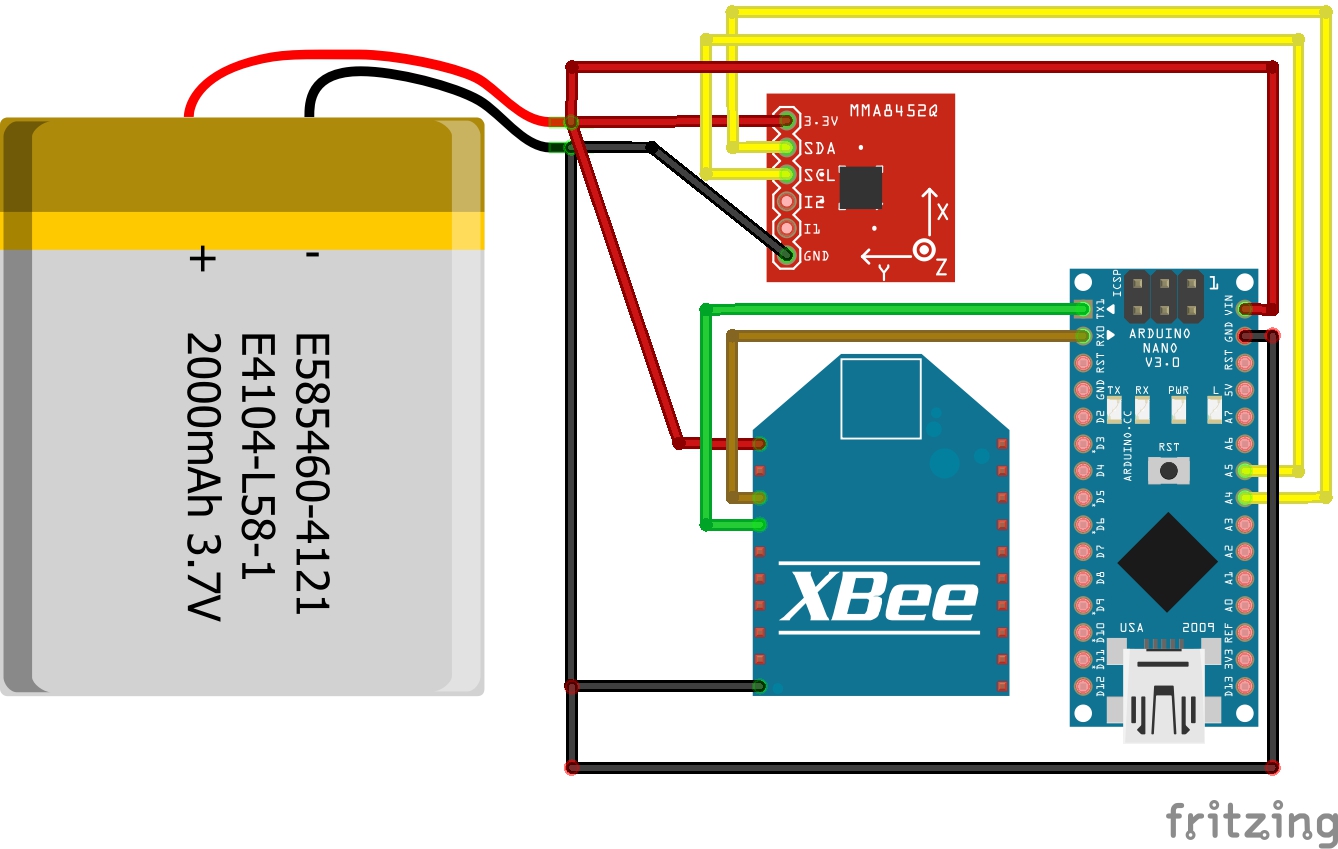 +
-
E585460-4121
E4104-L58-1
2000mAh 3.7V
MMA8452Q
3.3V
SDA
SCL
I2
I1
GND
X
Y
Z
ICSP
1
ARDUINO
NANO
V3.0
TX1
RX0
RST
GND
D2
D3
D4
D5
D6
D7
D8
D9
D10
D11
D12
VIN
GND
RST
5V
A7
A6
A5
A4
A3
A2
A1
A0
REF
3V3
D13
TX RX PWR L
ARDUINO.CC
RST
USA 2009
XBee
fritzing